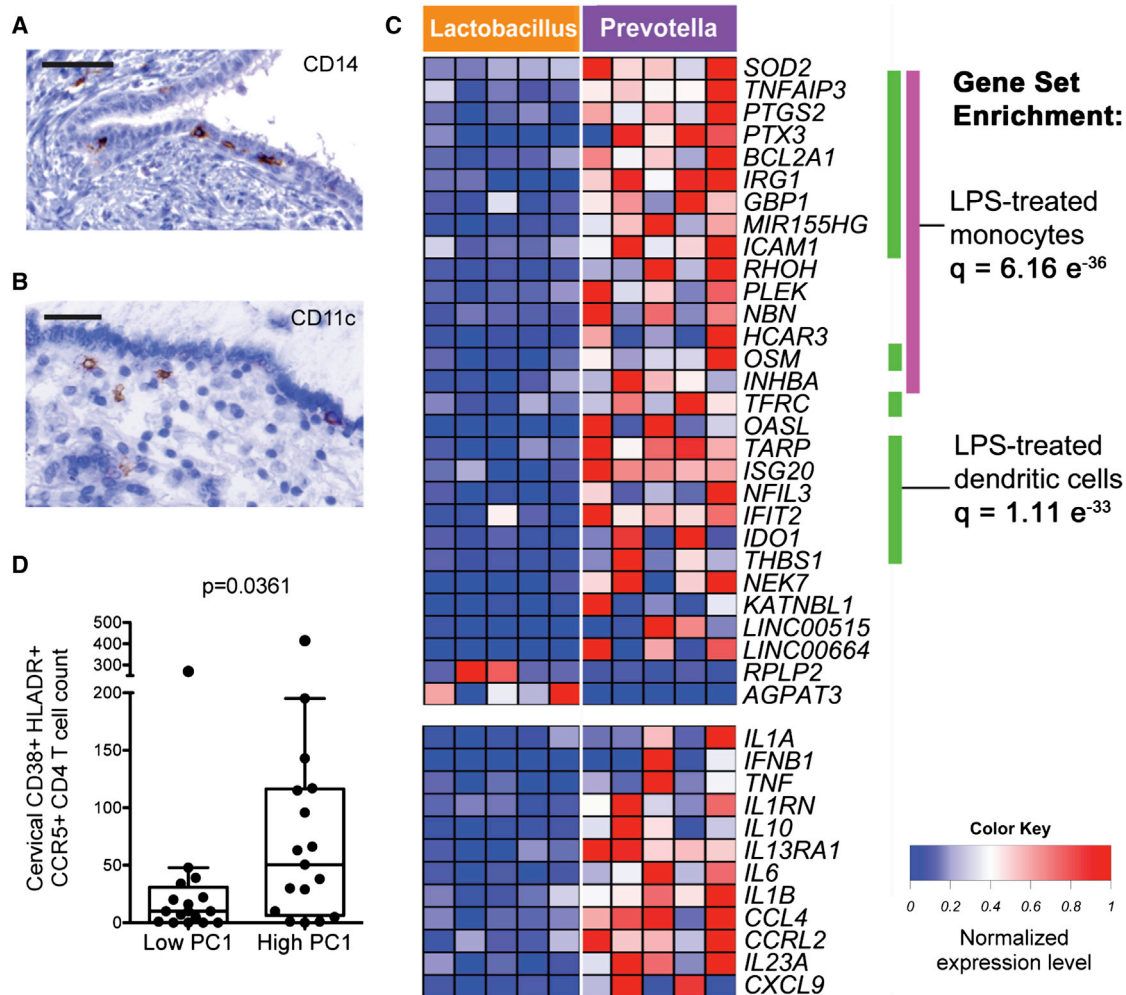 A
CD14
B
CD11c
C
Lactobacillus
Prevotella
SOD2
TNFAIP3
PTGS2
PTX3
BCL2A1
IRG1
GBP1
MIR155HG
ICAM1
RHOH
PLEK
NBN
HCAR3
OSM
INHBA
TFRC
OASL
TARP
ISG20
NFIL3
IFIT2
IDO1
THBS1
NEK7
KATNBL1
LINC00515
LINC00664
RPLP2
AGPAT3
IL1A
IFNB1
TNF
IL1RN
IL10
IL13RA1
IL6
IL1B
CCL4
CCRL2
IL23A
CXCL9
Gene Set
Enrichment:
LPS-treated
monocytes
q = 6.16 e-36
LPS-treated
dendritic cells
q = 1.11 e-33
Color Key
0 0.2 0.4 0.6 0.8 1
Normalized
expression level
D
p=0.0361
Cervical CD38+ HLADR+
CCR5+ CD4 T cell count
500
400
300
200
150
100
50
0
Low PC1
High PC1